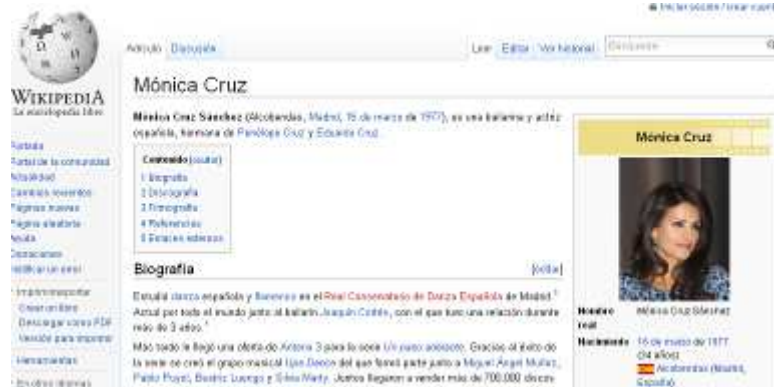 Iniciar sesión / crear cuenta
WIKIPEDIA
La enciclopedia libre
Artículo Discusión
Leer Editar Ver historial
Mónica Cruz
Mónica Cruz Sánchez (Alcobendas, Madrid, 16 de marzo de 1977), es una bailarina y actriz
española, hermana de Penélope Cruz y Eduardo Cruz.
Contenido [ocultar]
1 Biografía
2 Discografía
3 Filmografía
4 Referencias
5 Enlaces externos
Biografía [editar]
Estudió danza española y flamenco en el Real Conservatorio de Danza Española de Madrid.
Actuó por todo el mundo junto al bailarín Joaquín Cortés, con el que tuvo una relación durante
más de 3 años.
Más tarde le llegó una oferta de Antena 3 para la serie Un paso adelante. Gracias al éxito de
la serie se creó el grupo musical Upa Dance del que formó parte junto a Miguel Ángel Muñoz,
Pablo Puyol, Beatriz Luengo y Silvia Marty. Juntos llegaron a vender más de 700.000 discos
Mónica Cruz
Nombre real Mónica Cruz Sánchez
Nacimiento 16 de marzo de 1977
(34 años)
Alcobendas (Madrid,
España)
Portada
Portal de la comunidad
Actualidad
Cambios recientes
Páginas nuevas
Página aleatoria
Ayuda
Donaciones
Notificar un error
Imprimir/exportar
Crear un libro
Descargar como PDF
Versión para imprimir
Herramientas
En otros idiomas